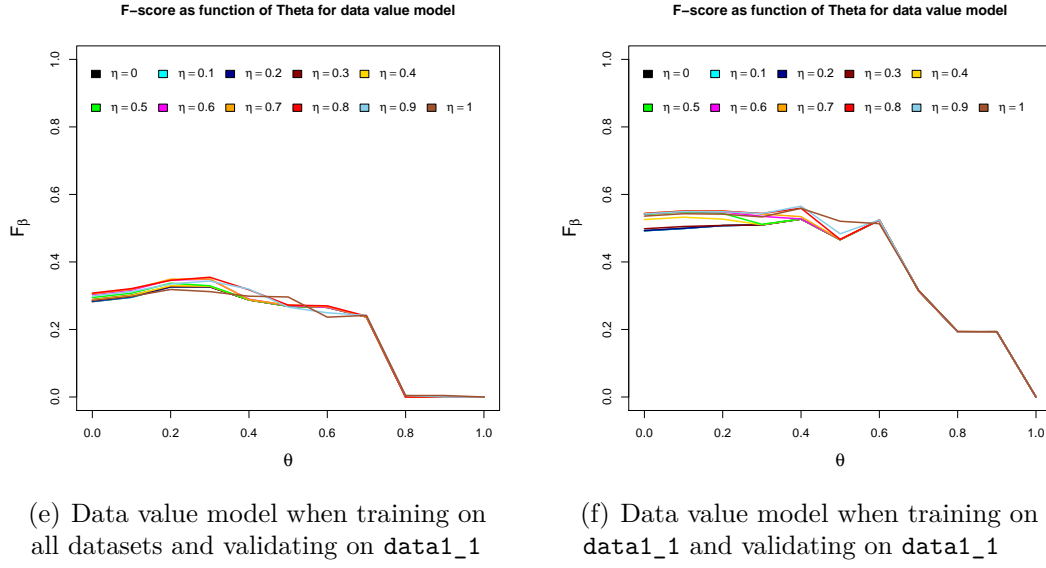 F−score as function of Theta for data value model
1.0
0.8
0.6
0.4
0.2
0.0
Fβ
η = 0 η = 0.1 η = 0.2 η = 0.3 η = 0.4
η = 0.5 η = 0.6 η = 0.7 η = 0.8 η = 0.9 η = 1
0.0 0.2 0.4 0.6 0.8 1.0
θ
(e) Data value model when training on
all datasets and validating on data1_1
F−score as function of Theta for data value model
1.0
0.8
0.6
0.4
0.2
0.0
Fβ
η = 0 η = 0.1 η = 0.2 η = 0.3 η = 0.4
η = 0.5 η = 0.6 η = 0.7 η = 0.8 η = 0.9 η = 1
0.0 0.2 0.4 0.6 0.8 1.0
θ
(f) Data value model when training on
data1_1 and validating on data1_1